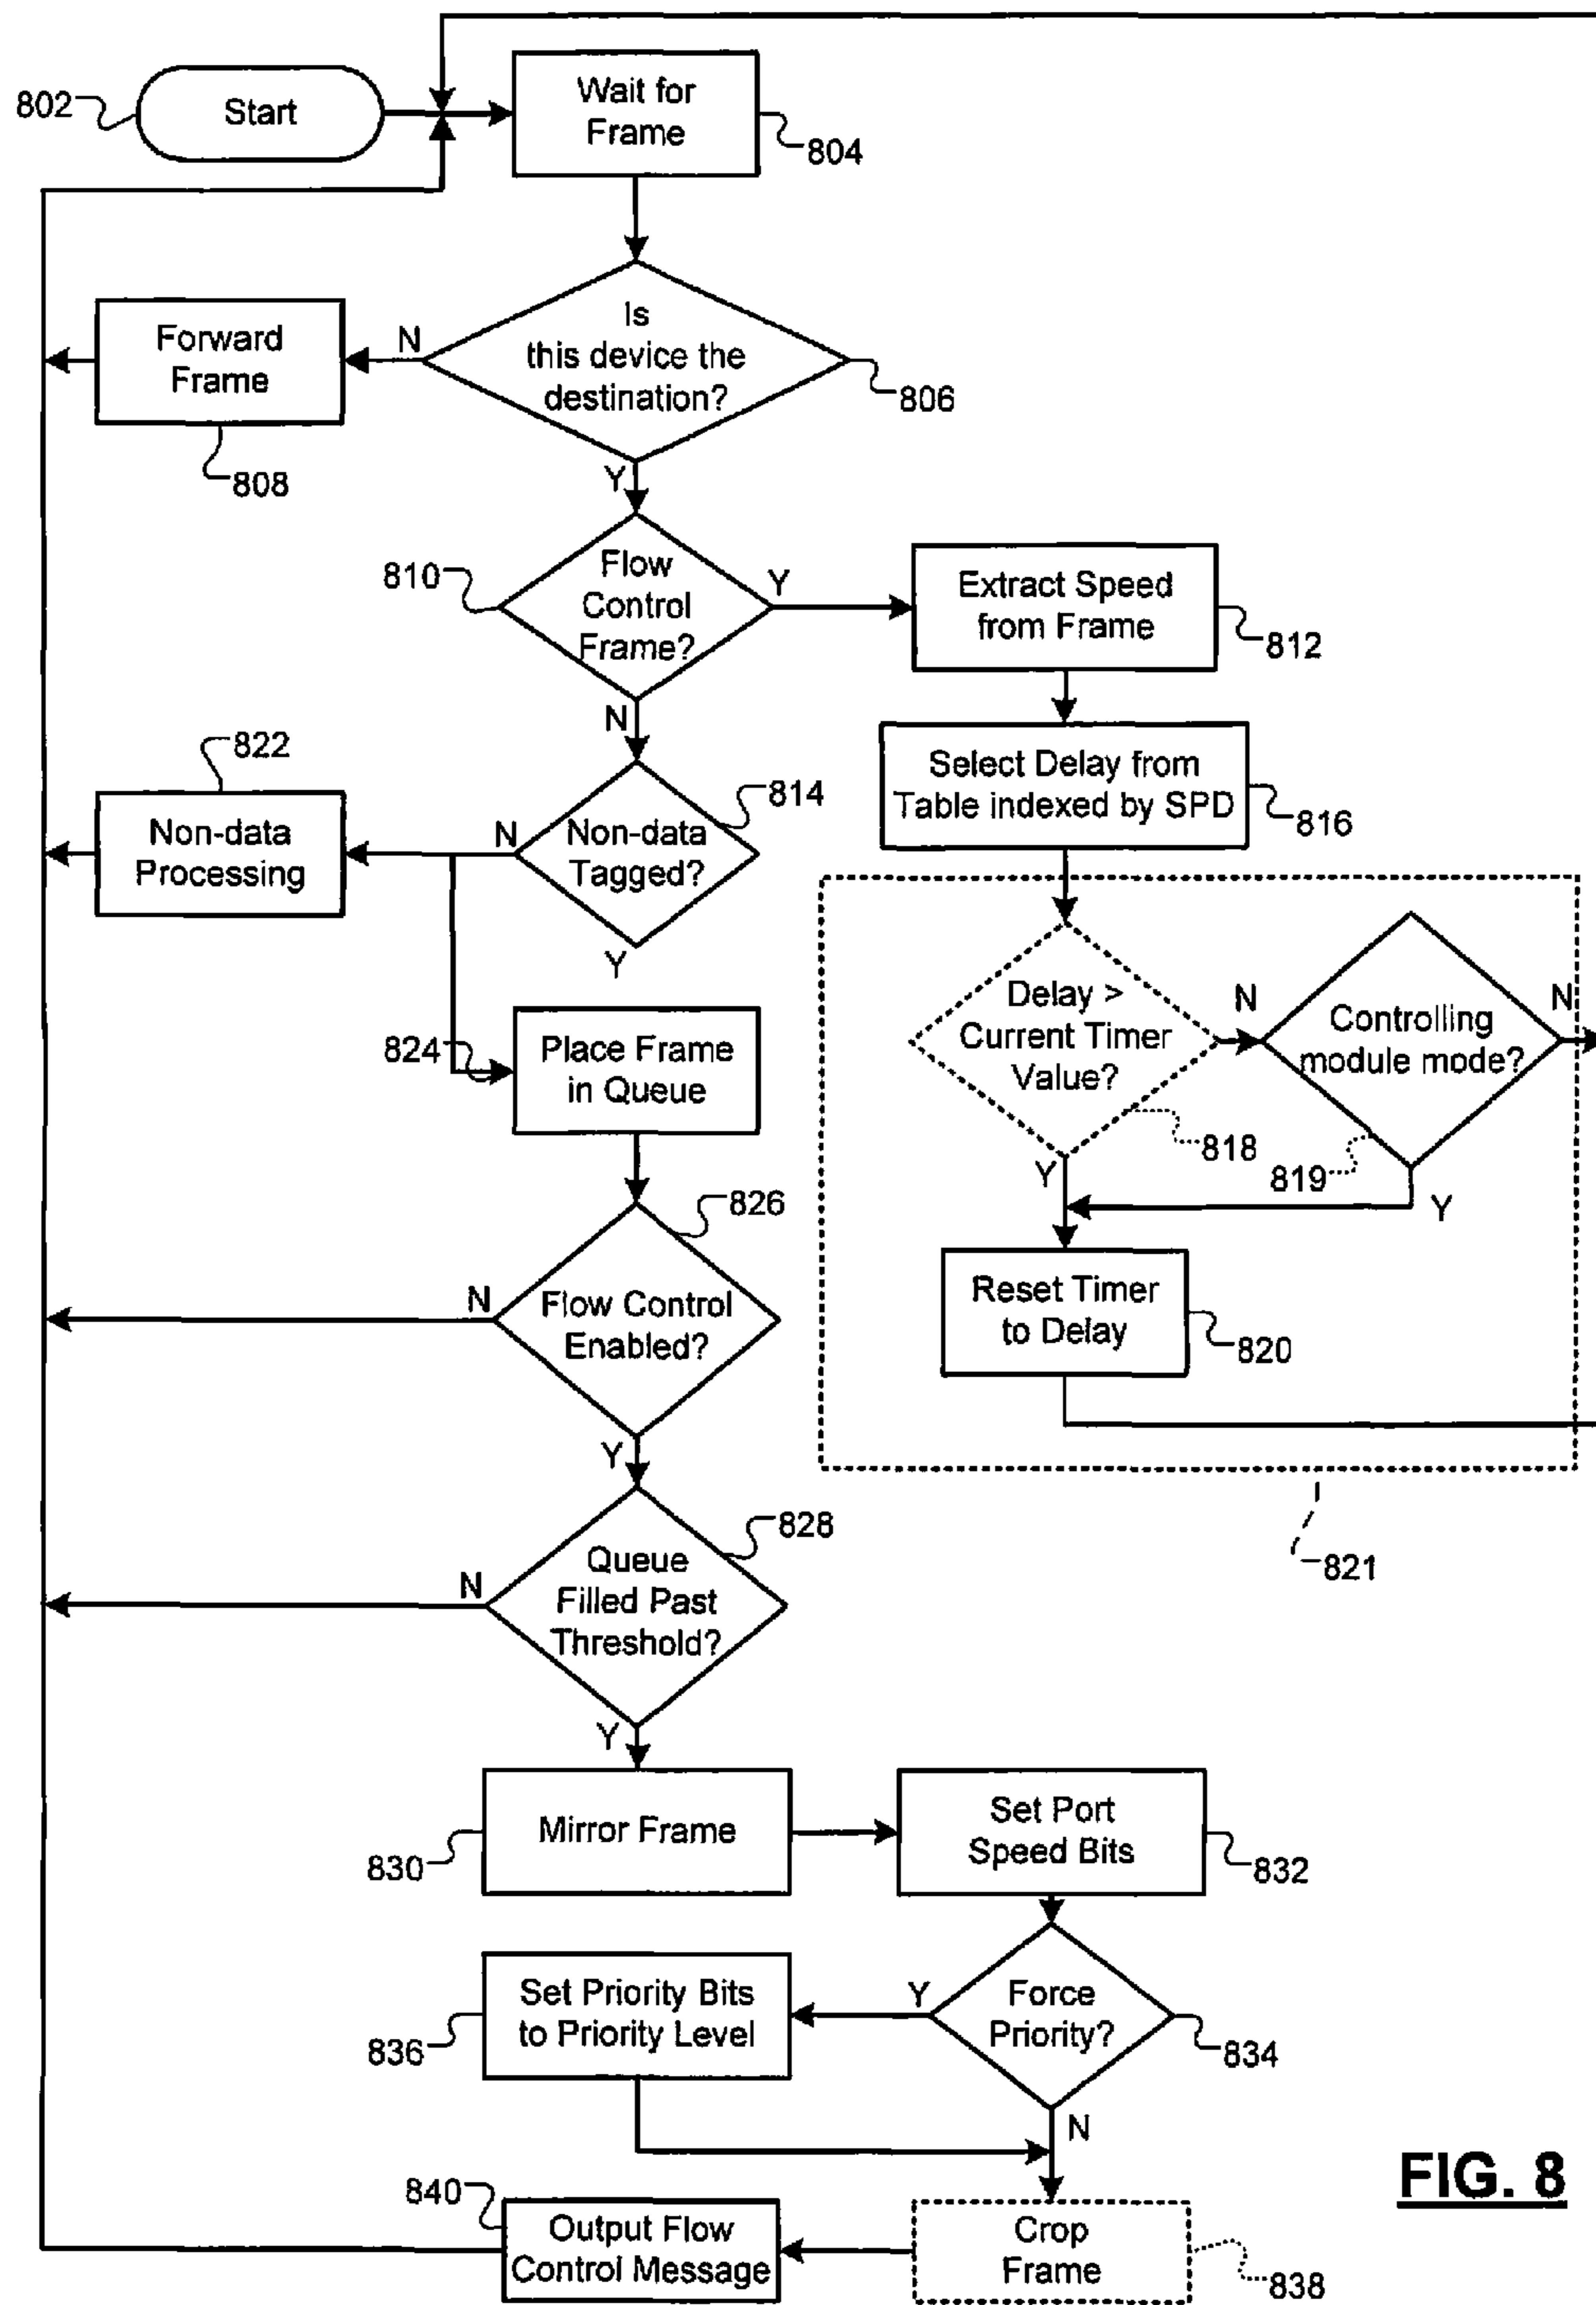 802
Start
Wait for
Frame
804
Is
this device the
destination?
806
N
Forward
Frame
808
Y
810
Flow
Control
Frame?
Y
Extract Speed
from Frame
812
N
822
Non-data
Processing
N
Non-data
Tagged?
814
Y
Select Delay from
Table indexed by SPD
816
824
Place Frame
in Queue
Delay >
Current Timer
Value?
818
N
Controlling
module mode?
819
N
Y
Y
826
Flow Control
Enabled?
N
Reset Timer
to Delay
820
Y
821
828
Queue
Filled Past
Threshold?
N
Y
Mirror Frame
830
Set Port
Speed Bits
832
Set Priority Bits
to Priority Level
836
Y
Force
Priority?
834
N
840
Output Flow
Control Message
Crop
Frame
838
FIG. 8